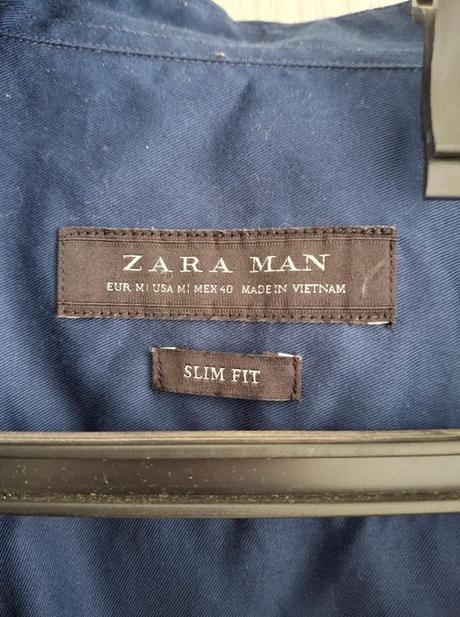 ZARA MAN
EUR M| USA M| MEX 40 MADE IN VIETNAM
SLIM FIT